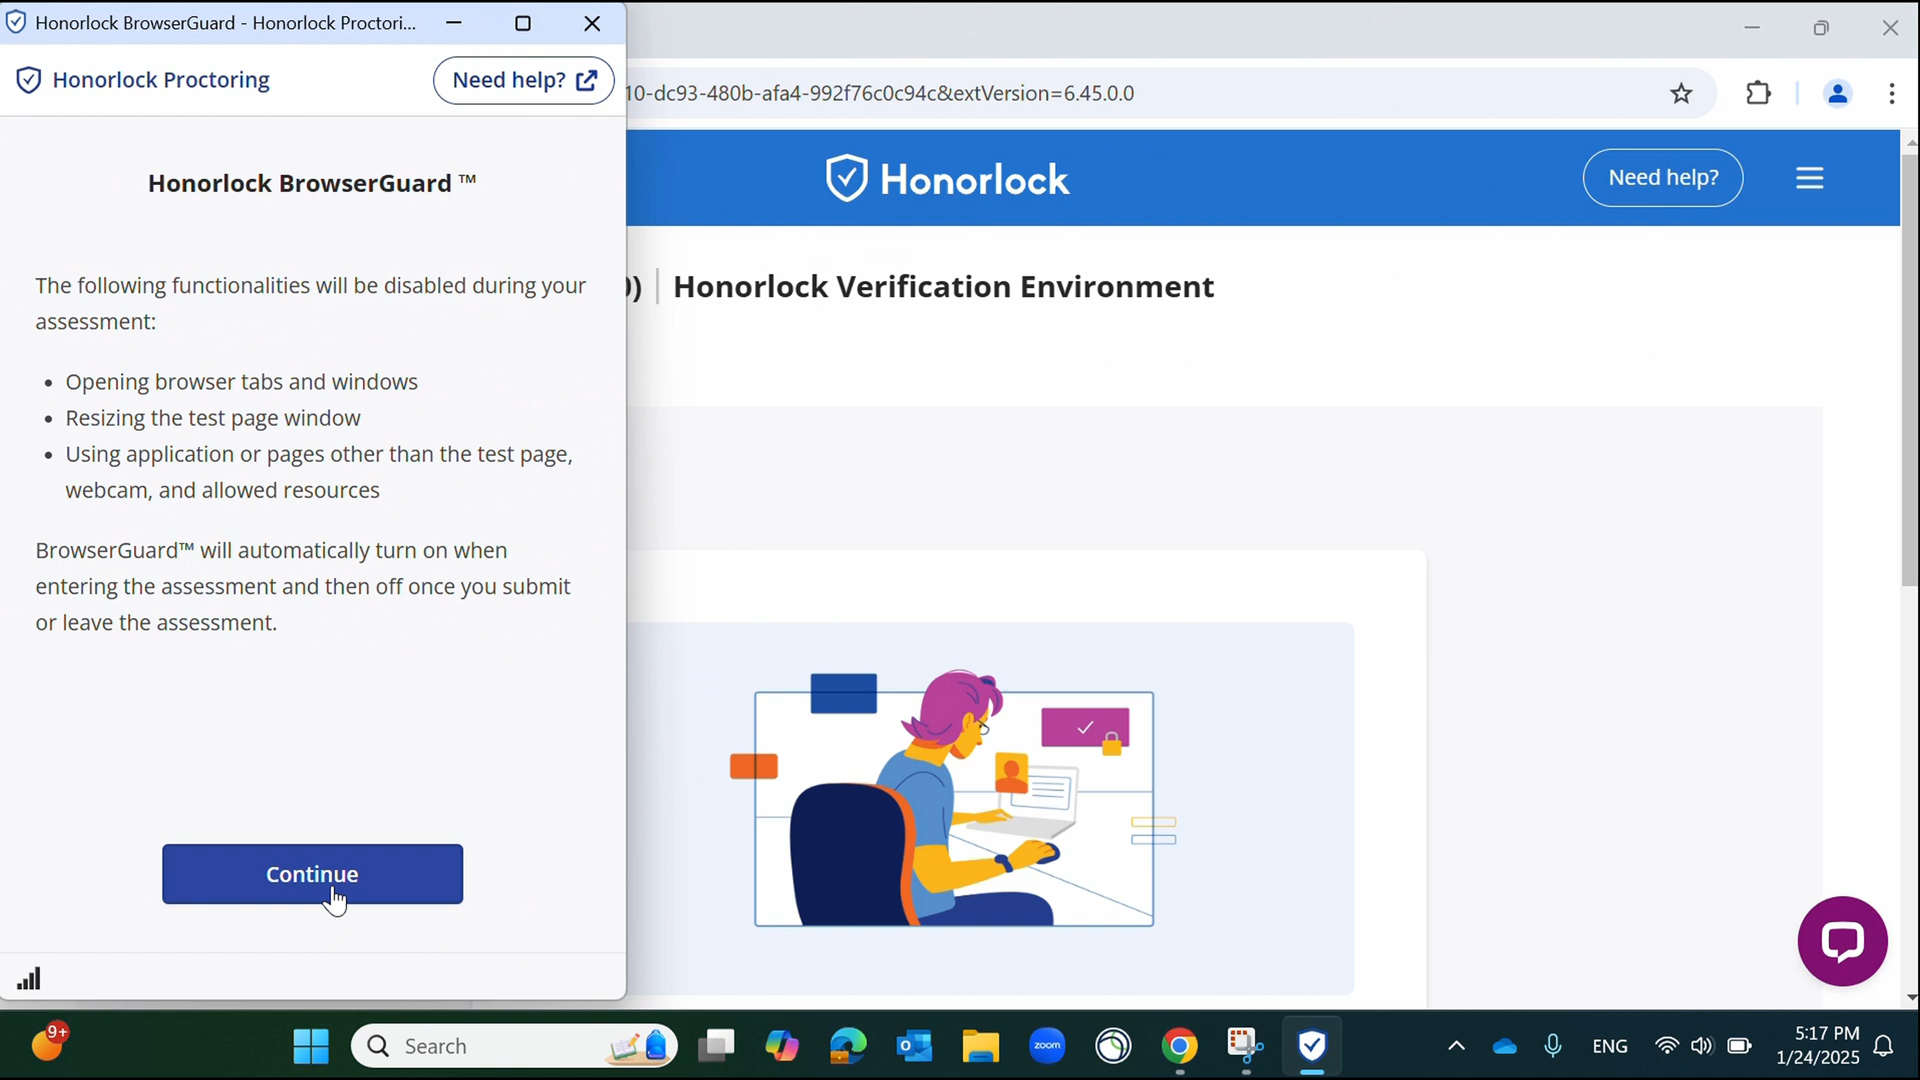 Honorlock BrowserGuard - Honorlock Proctori...
Honorlock Proctoring
Need help?
Honorlock BrowserGuard ™
The following functionalities will be disabled during your
assessment:
• Opening browser tabs and windows
• Resizing the test page window
• Using application or pages other than the test page,
webcam, and allowed resources
BrowserGuard™ will automatically turn on when
entering the assessment and then off once you submit
or leave the assessment.
Continue
10-dc93-480b-afa4-992f76c0c94c&extVersion=6.45.0.0
Honorlock
Need help?
) | Honorlock Verification Environment
9+
Search
zoom
ENG
5:17 PM
1/24/2025